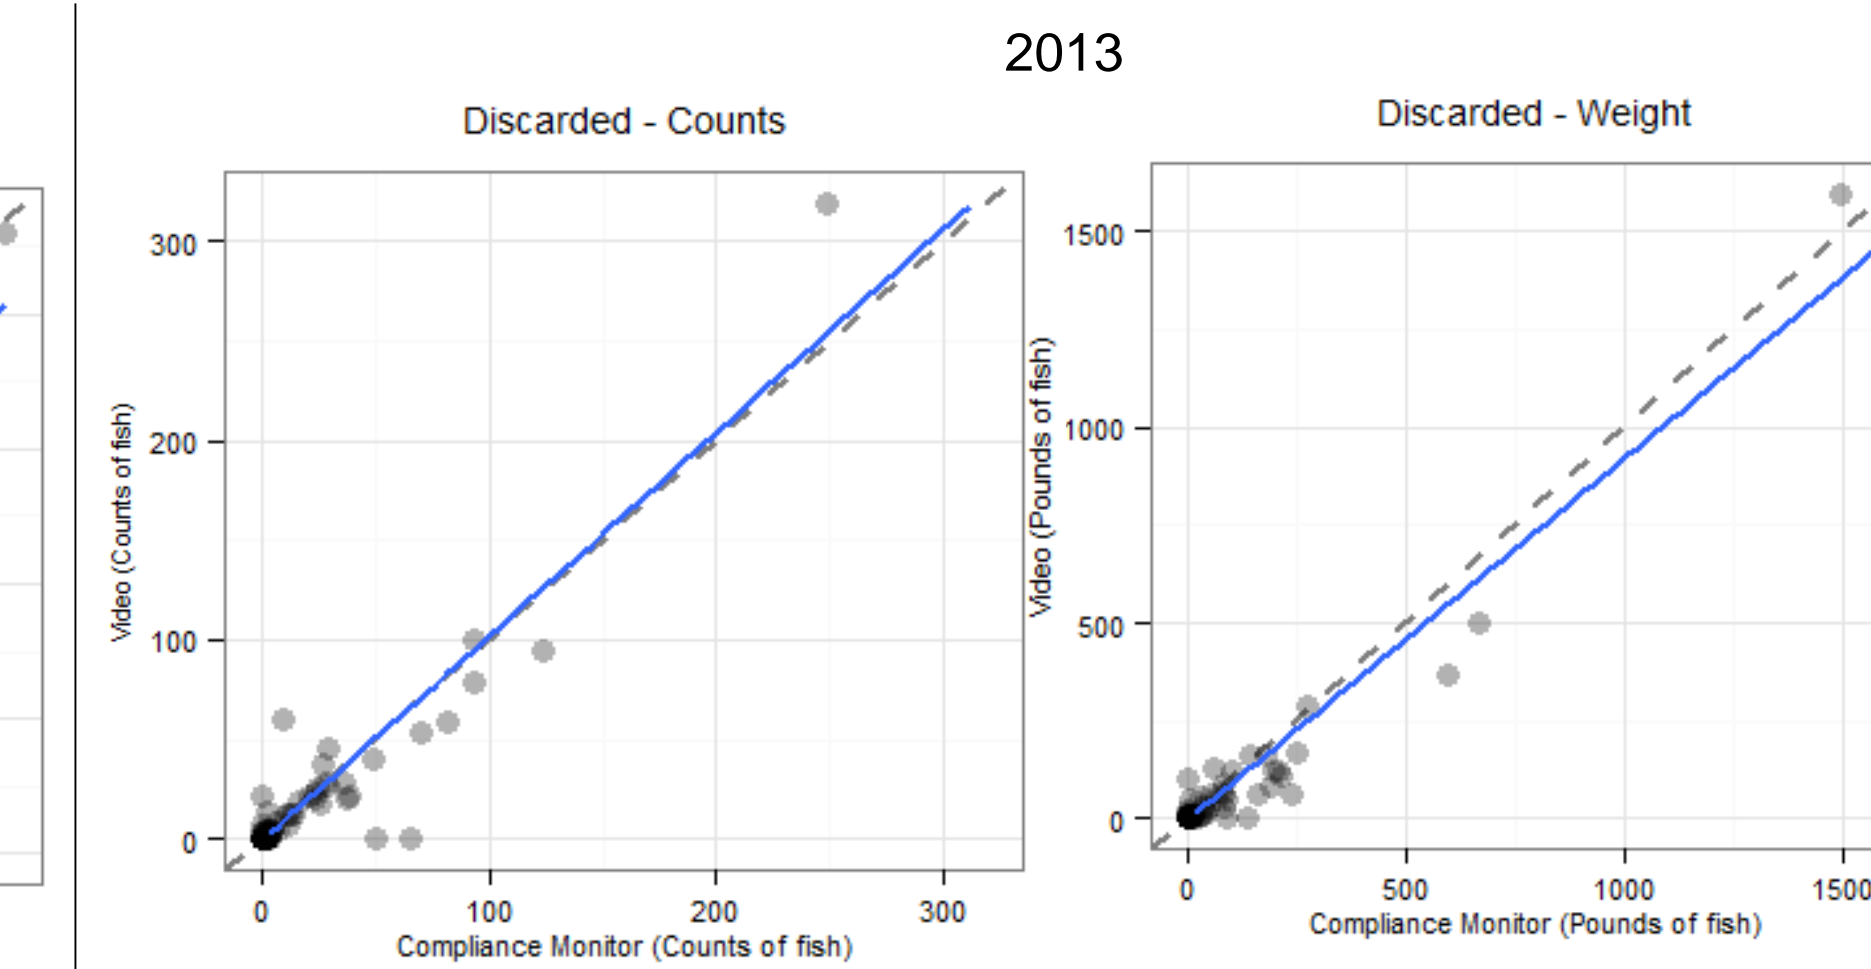 2013
Discarded - Counts
Video (Counts of fish)
300
200
100
0
0 100 200 300
Compliance Monitor (Counts of fish)
Discarded - Weight
Video (Pounds of fish)
1500
1000
500
0
0 500 1000 1500
Compliance Monitor (Pounds of fish)